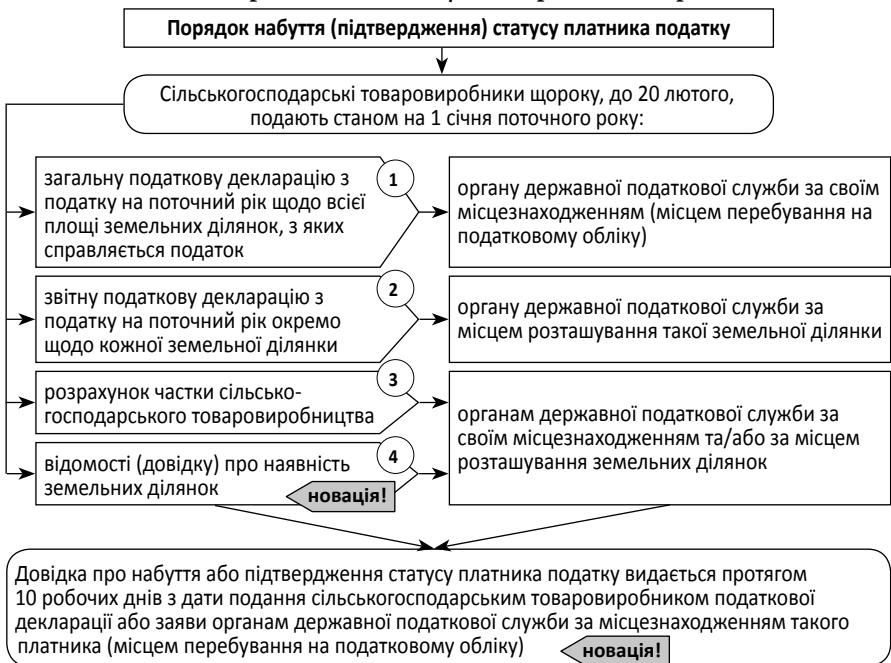 Порядок набуття (підтвердження) статусу платника податку
Сільськогосподарські товаровиробники щороку, до 20 лютого,
подають станом на 1 січня поточного року:
загальну податкову декларацію з
податку на поточний рік щодо всієї
площі земельних ділянок, з яких
справляється податок
1
органу державної податкової служби за своїм
місцезнаходженням (місцем перебування на
податковому обліку)
звітну податкову декларацію з
податку на поточний рік окремо
щодо кожної земельної ділянки
2
органу державної податкової служби за
місцем розташування такої земельної ділянки
розрахунок частки сільсько-
господарського товаровиробництва
3
відомості (довідку) про наявність
земельних ділянок
4
новація!
органам державної податкової служби за
своїм місцезнаходженням та/або за місцем
розташування земельних ділянок
Довідка про набуття або підтвердження статусу платника податку видається протягом
10 робочих днів з дати подання сільськогосподарським товаровиробником податкової
декларації або заяви органам державної податкової служби за місцезнаходженням такого
платника (місцем перебування на податковому обліку)
новація!